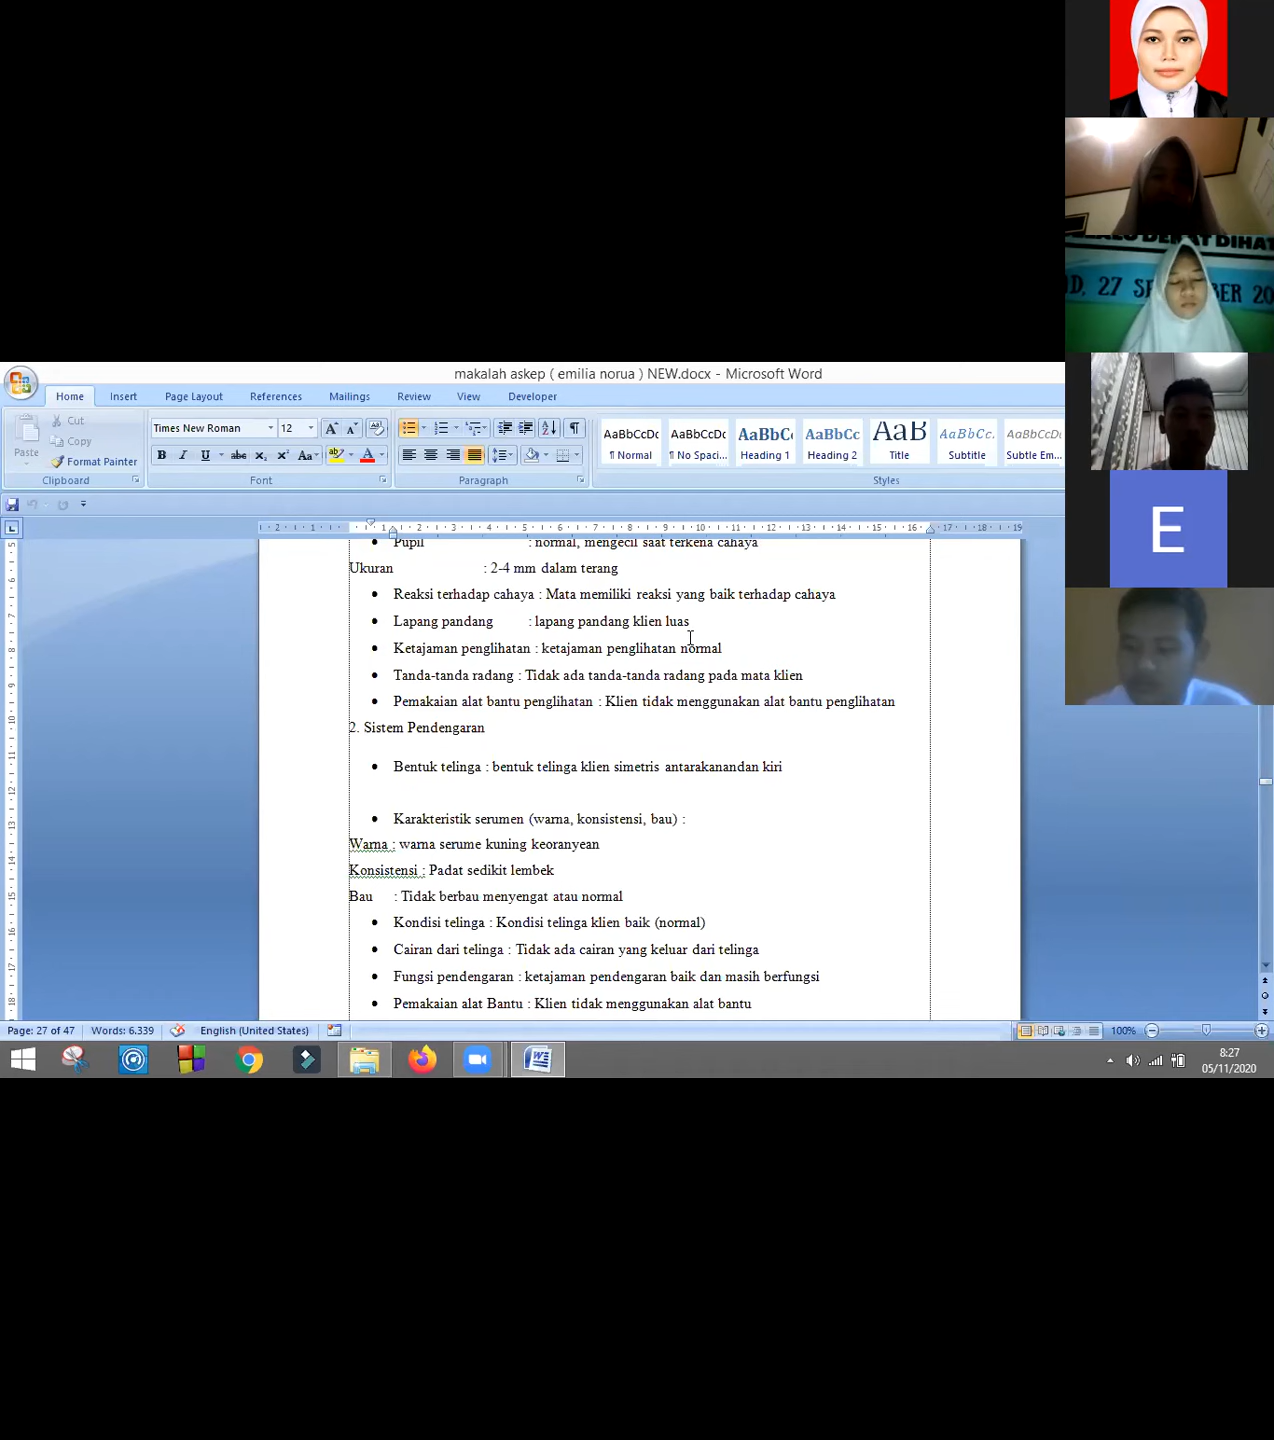 makalah askep ( emilia norua ) NEW.docx - Microsoft Word
Home Insert Page Layout References Mailings Review View Developer
Cut
Copy
Paste
Format Painter
Clipboard
Times New Roman 12
Font
Paragraph
AaBbCcDc AaBbCcDc AaBbCc AaBbCc AaB AaBbCc. AaBbCcDc
¶ Normal ¶ No Spaci... Heading 1 Heading 2 Title Subtitle Subtle Em...
Styles
• Pupil : normal, mengecil saat terkena cahaya
Ukuran : 2-4 mm dalam terang
• Reaksi terhadap cahaya : Mata memiliki reaksi yang baik terhadap cahaya
• Lapang pandang : lapang pandang klien luas
• Ketajaman penglihatan : ketajaman penglihatan normal
• Tanda-tanda radang : Tidak ada tanda-tanda radang pada mata klien
• Pemakaian alat bantu penglihatan : Klien tidak menggunakan alat bantu penglihatan
2. Sistem Pendengaran
• Bentuk telinga : bentuk telinga klien simetris antarakanandan kiri
• Karakteristik serumen (warna, konsistensi, bau) :
Warna : warna serume kuning keoranyean
Konsistensi : Padat sedikit lembek
Bau : Tidak berbau menyengat atau normal
• Kondisi telinga : Kondisi telinga klien baik (normal)
• Cairan dari telinga : Tidak ada cairan yang keluar dari telinga
• Fungsi pendengaran : ketajaman pendengaran baik dan masih berfungsi
• Pemakaian alat Bantu : Klien tidak menggunakan alat bantu
Page: 27 of 47 Words: 6.339 English (United States) 100%
8:27
05/11/2020
DIHAT
27
20
E